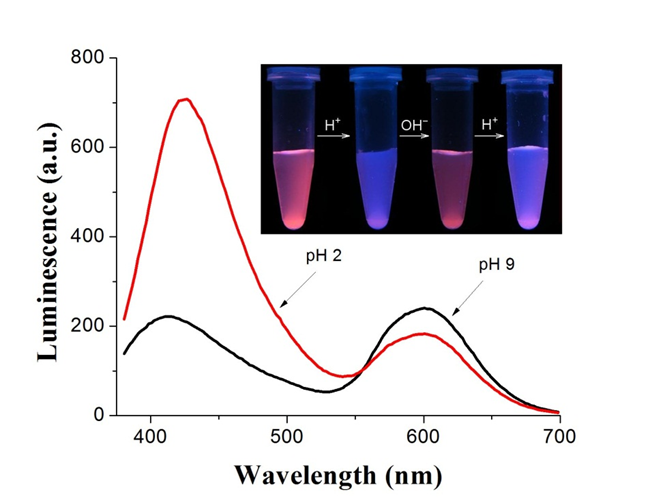 800
600
400
200
0
Luminescence (a.u.)
H⁺
OH⁻
H⁺
pH 2
pH 9
400
500
600
700
Wavelength (nm)